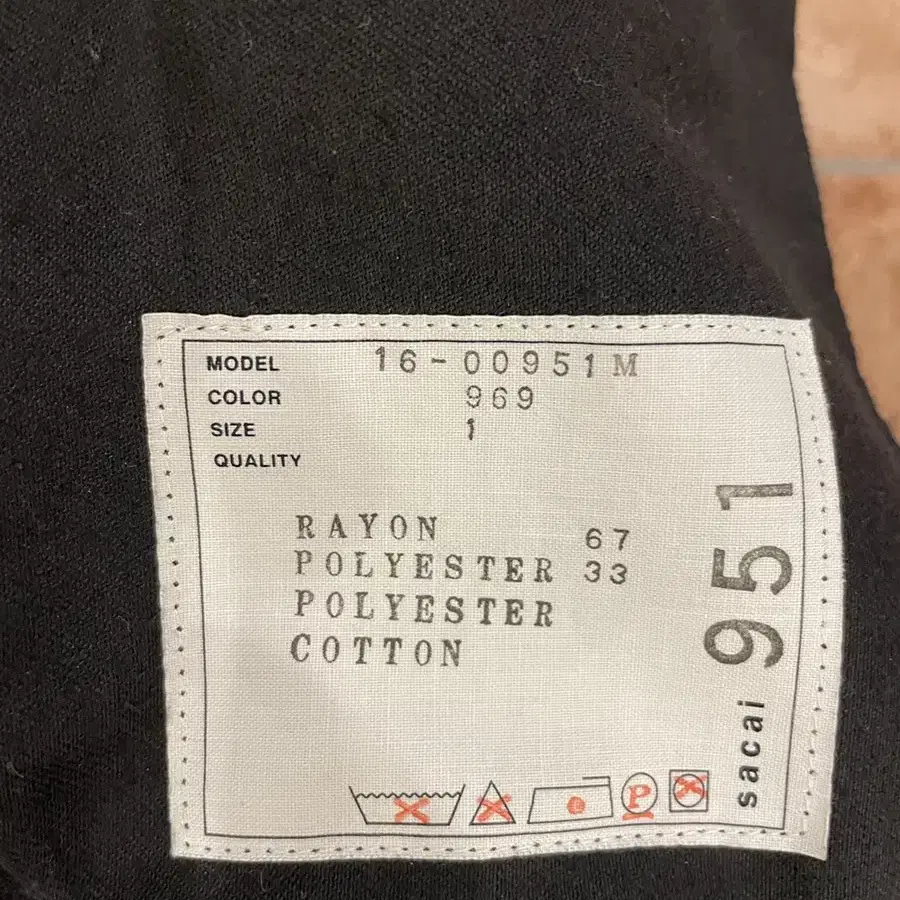 MODEL 16-00951M
COLOR 969
SIZE 1
QUALITY
RAYON 67
POLYESTER 33
POLYESTER
COTTON
sacai 951
P